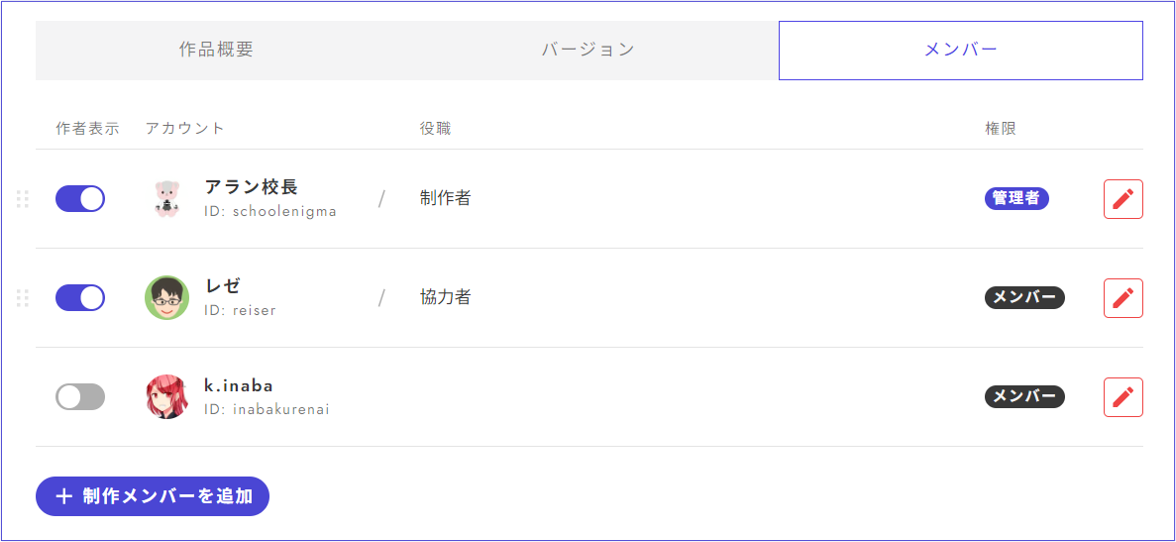 作品概要 バージョン メンバー
作者表示 アカウント 役職 権限
アラン校長
ID: schoolenigma / 制作者 管理者
レゼ
ID: reiser / 協力者 メンバー
k.inaba
ID: inabakurenai メンバー
+ 制作メンバーを追加